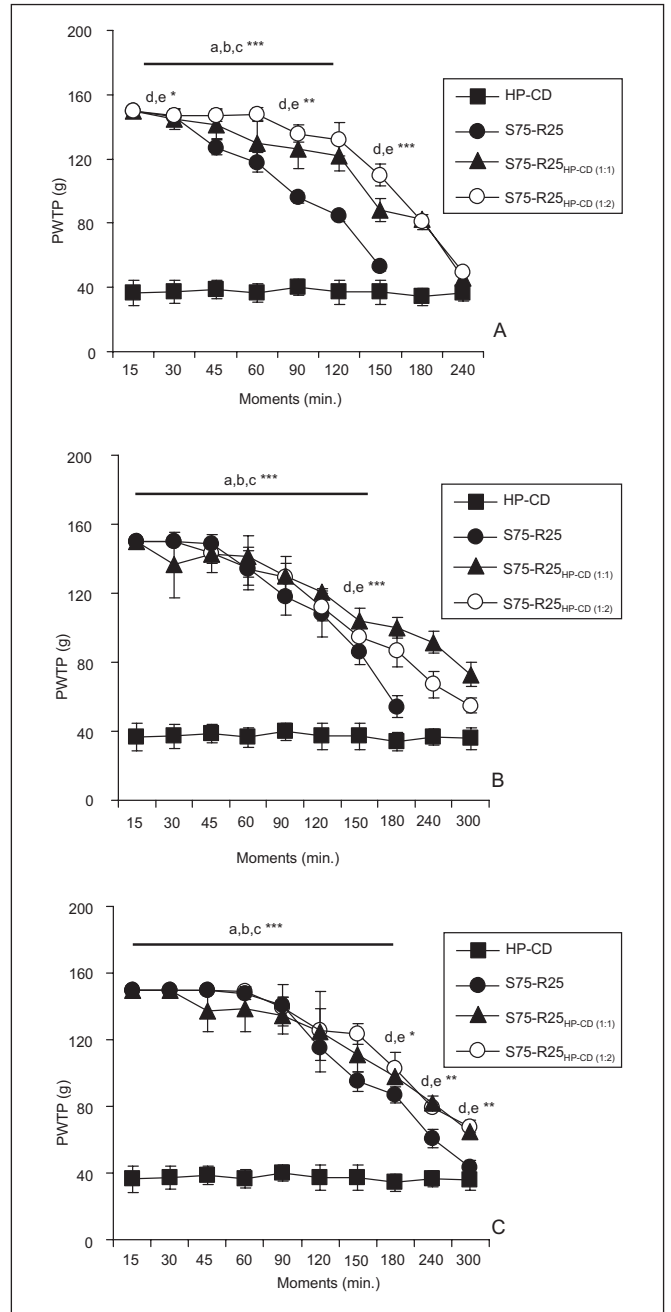 200
a,b,c ***
160
d,e *
d,e **
120
d,e ***
80
40
0
PWTP (g)
HP-CD
S75-R25
S75-R25HP-CD (1:1)
S75-R25HP-CD (1:2)
A
15 30 45 60 90 120 150 180 240
Moments (min.)
200
a,b,c ***
160
120
d,e ***
80
40
0
PWTP (g)
HP-CD
S75-R25
S75-R25HP-CD (1:1)
S75-R25HP-CD (1:2)
B
15 30 45 60 90 120 150 180 240 300
Moments (min.)
200
a,b,c ***
160
120
d,e *
d,e **
d,e **
80
40
0
PWTP (g)
HP-CD
S75-R25
S75-R25HP-CD (1:1)
S75-R25HP-CD (1:2)
C
15 30 45 60 90 120 150 180 240 300
Moments (min.)